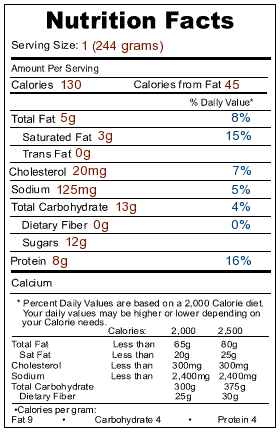 Nutrition Facts
Serving Size: 1 (244 grams)
Amount Per Serving
Calories 130 Calories from Fat 45
% Daily Value*
Total Fat 5g 8%
Saturated Fat 3g 15%
Trans Fat 0g
Cholesterol 20mg 7%
Sodium 125mg 5%
Total Carbohydrate 13g 4%
Dietary Fiber 0g 0%
Sugars 12g
Protein 8g 16%
Calcium
* Percent Daily Values are based on a 2,000 Calorie diet.
Your daily values may be higher or lower depending on
your Calorie needs.
Calories: 2,000 2,500
Total Fat Less than 65g 80g
Sat Fat Less than 20g 25g
Cholesterol Less than 300mg 300mg
Sodium Less than 2,400mg 2,400mg
Total Carbohydrate 300g 375g
Dietary Fiber 25g 30g
•Calories per gram:
Fat 9 • Carbohydrate 4 • Protein 4